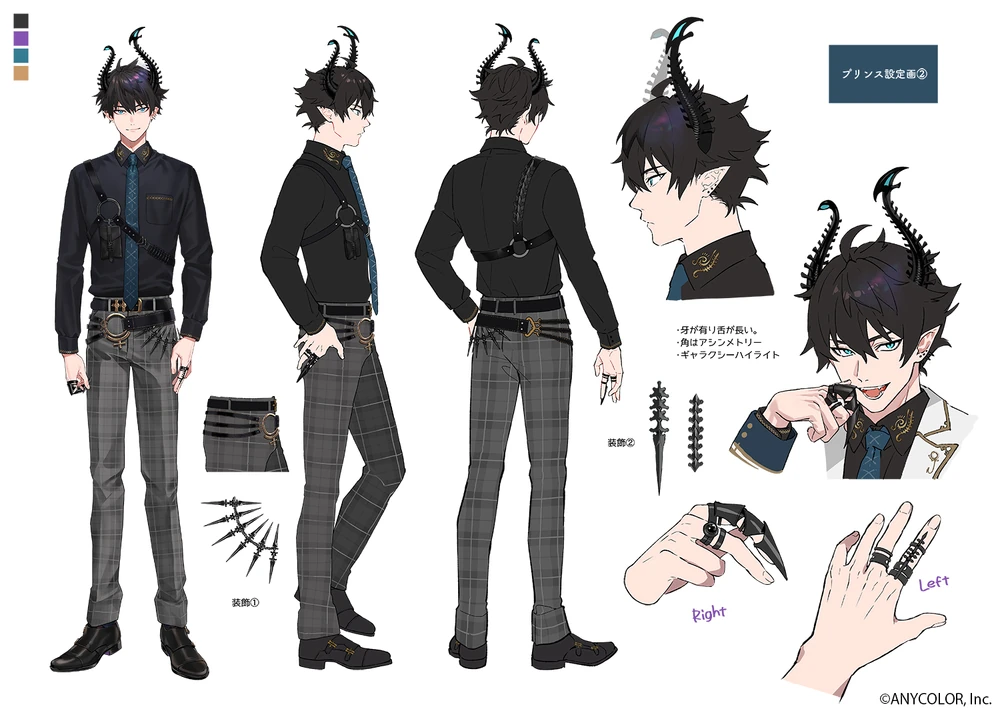 プリンス設定画②
・牙が有り舌が長い。
・角はアシンメトリー
・ギャラクシーハイライト
装飾②
装飾①
Right
Left
©ANYCOLOR, Inc.